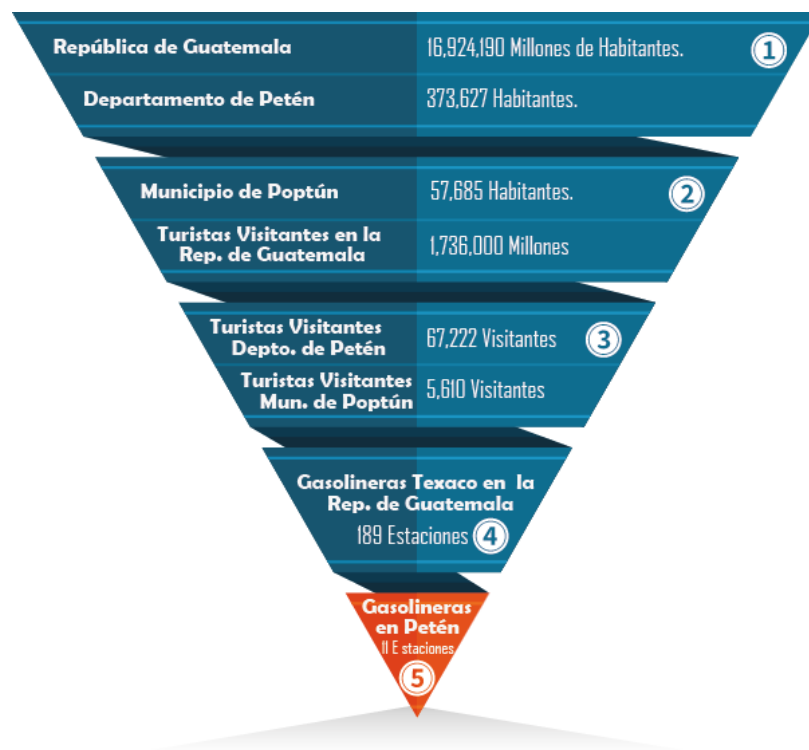 República de Guatemala 16,924,190 Millones de Habitantes. 1
Departamento de Petén 373,627 Habitantes.
Municipio de Poptún 57,685 Habitantes. 2
Turistas Visitantes en la
Rep. de Guatemala 1,736,000 Millones
Turistas Visitantes
Depto. de Petén 67,222 Visitantes 3
Turistas Visitantes
Mun. de Poptún 5,610 Visitantes
Gasolineras Texaco en la
Rep. de Guatemala
189 Estaciones 4
Gasolineras
en Petén
11 E staciones
5